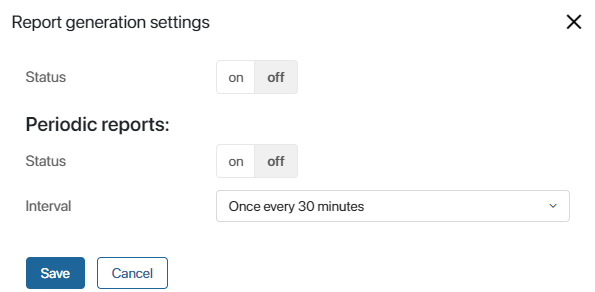 Report generation settings
Status on off
Periodic reports:
Status on off
Interval Once every 30 minutes
Save Cancel